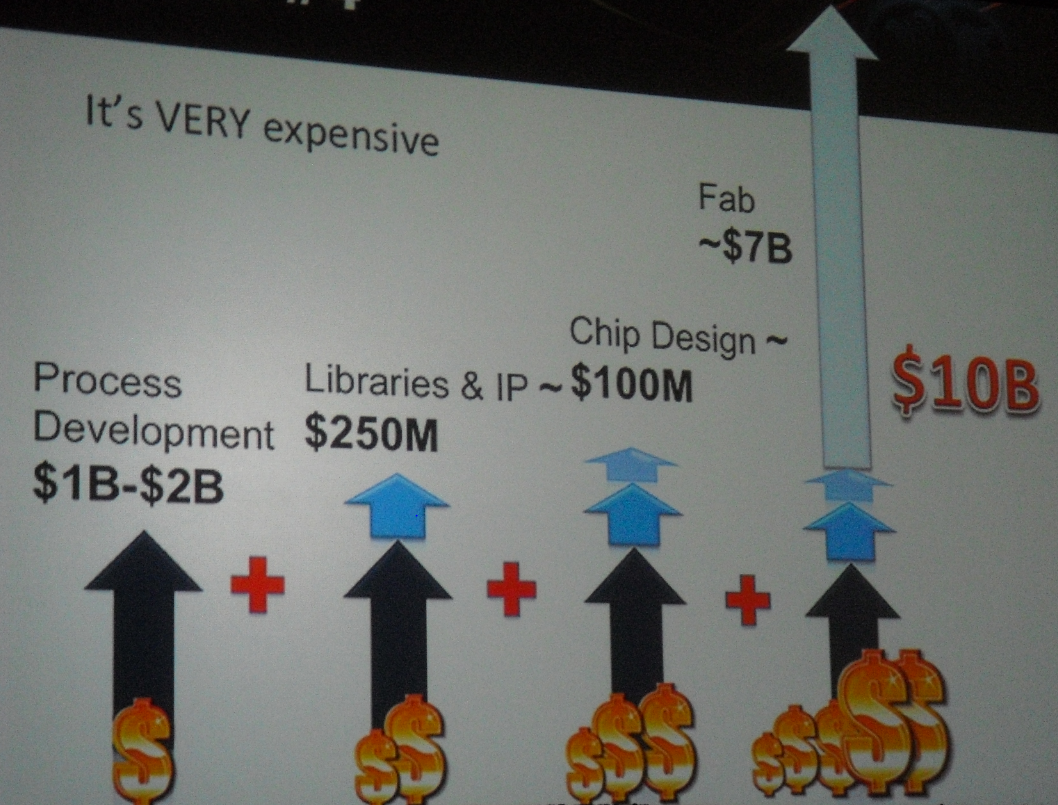 It's VERY expensive
Fab
~$7B
Chip Design ~
$100M
Libraries & IP ~
$250M
Process
Development
$1B-$2B
$10B